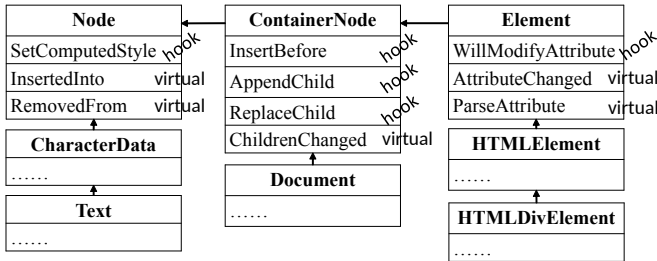 Node
SetComputedStyle hook
InsertedInto virtual
RemovedFrom virtual
CharacterData
......
Text
......
ContainerNode
InsertBefore hook
AppendChild hook
ReplaceChild hook
ChildrenChanged virtual
Document
......
Element
WillModifyAttribute hook
AttributeChanged virtual
ParseAttribute virtual
HTMLElement
......
HTMLDivElement
......